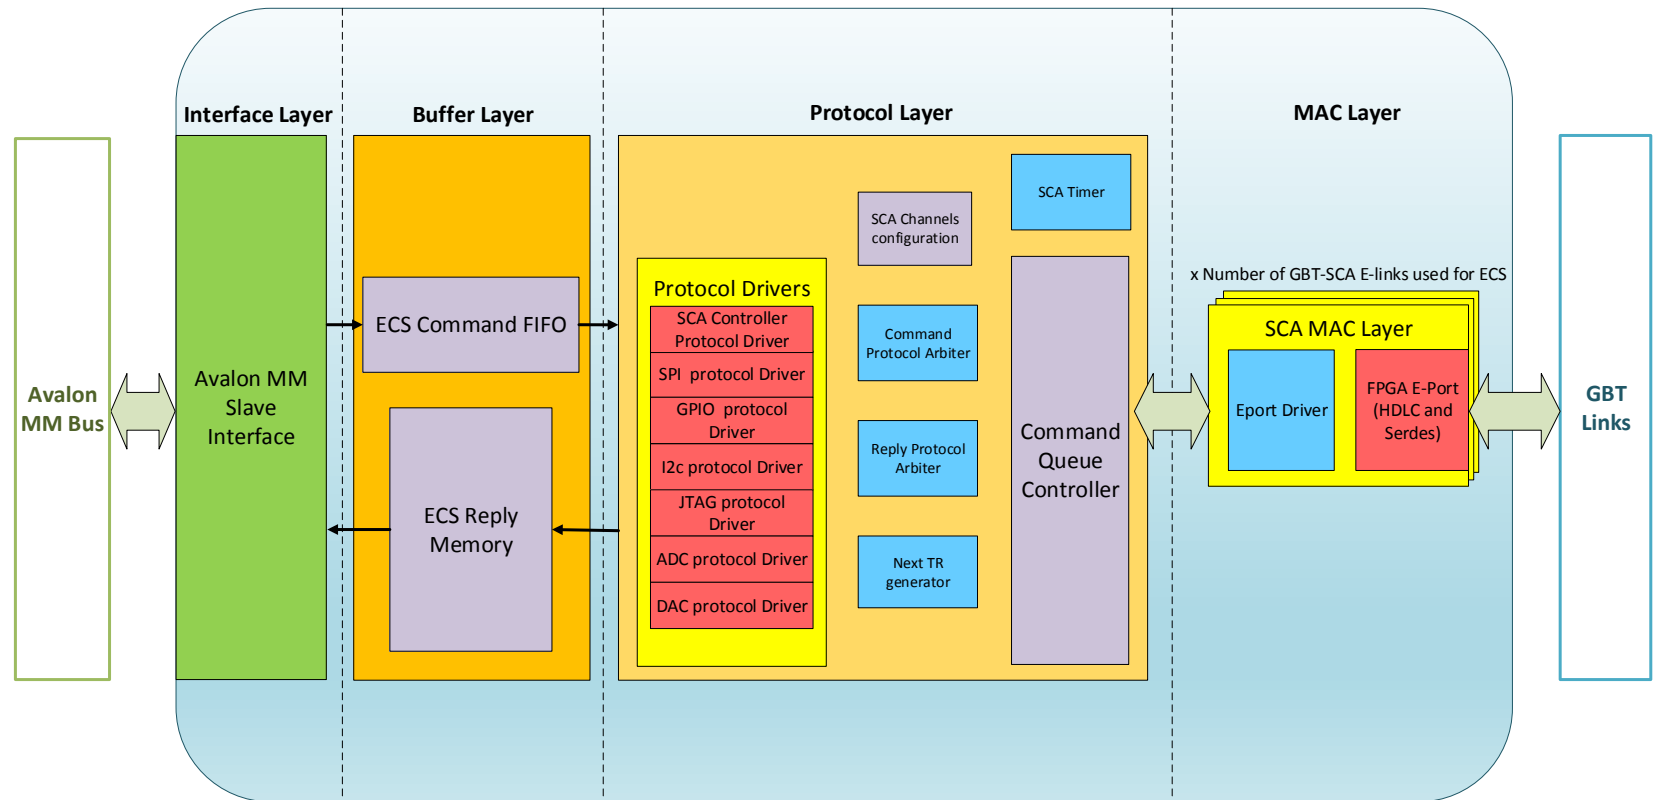 Interface Layer
Buffer Layer
Protocol Layer
MAC Layer
Avalon
MM Bus
Avalon MM
Slave
Interface
ECS Command FIFO
ECS Reply
Memory
Protocol Drivers
SCA Controller
Protocol Driver
SPI  protocol Driver
GPIO  protocol
Driver
I2c protocol Driver
JTAG protocol
Driver
ADC protocol Driver
DAC protocol Driver
SCA Channels
configuration
Command
Protocol Arbiter
Reply Protocol
Arbiter
Next TR
generator
SCA Timer
Command
Queue
Controller
x Number of GBT-SCA E-links used for ECS
SCA MAC Layer
Eport Driver
FPGA E-Port
(HDLC and
Serdes)
GBT
Links